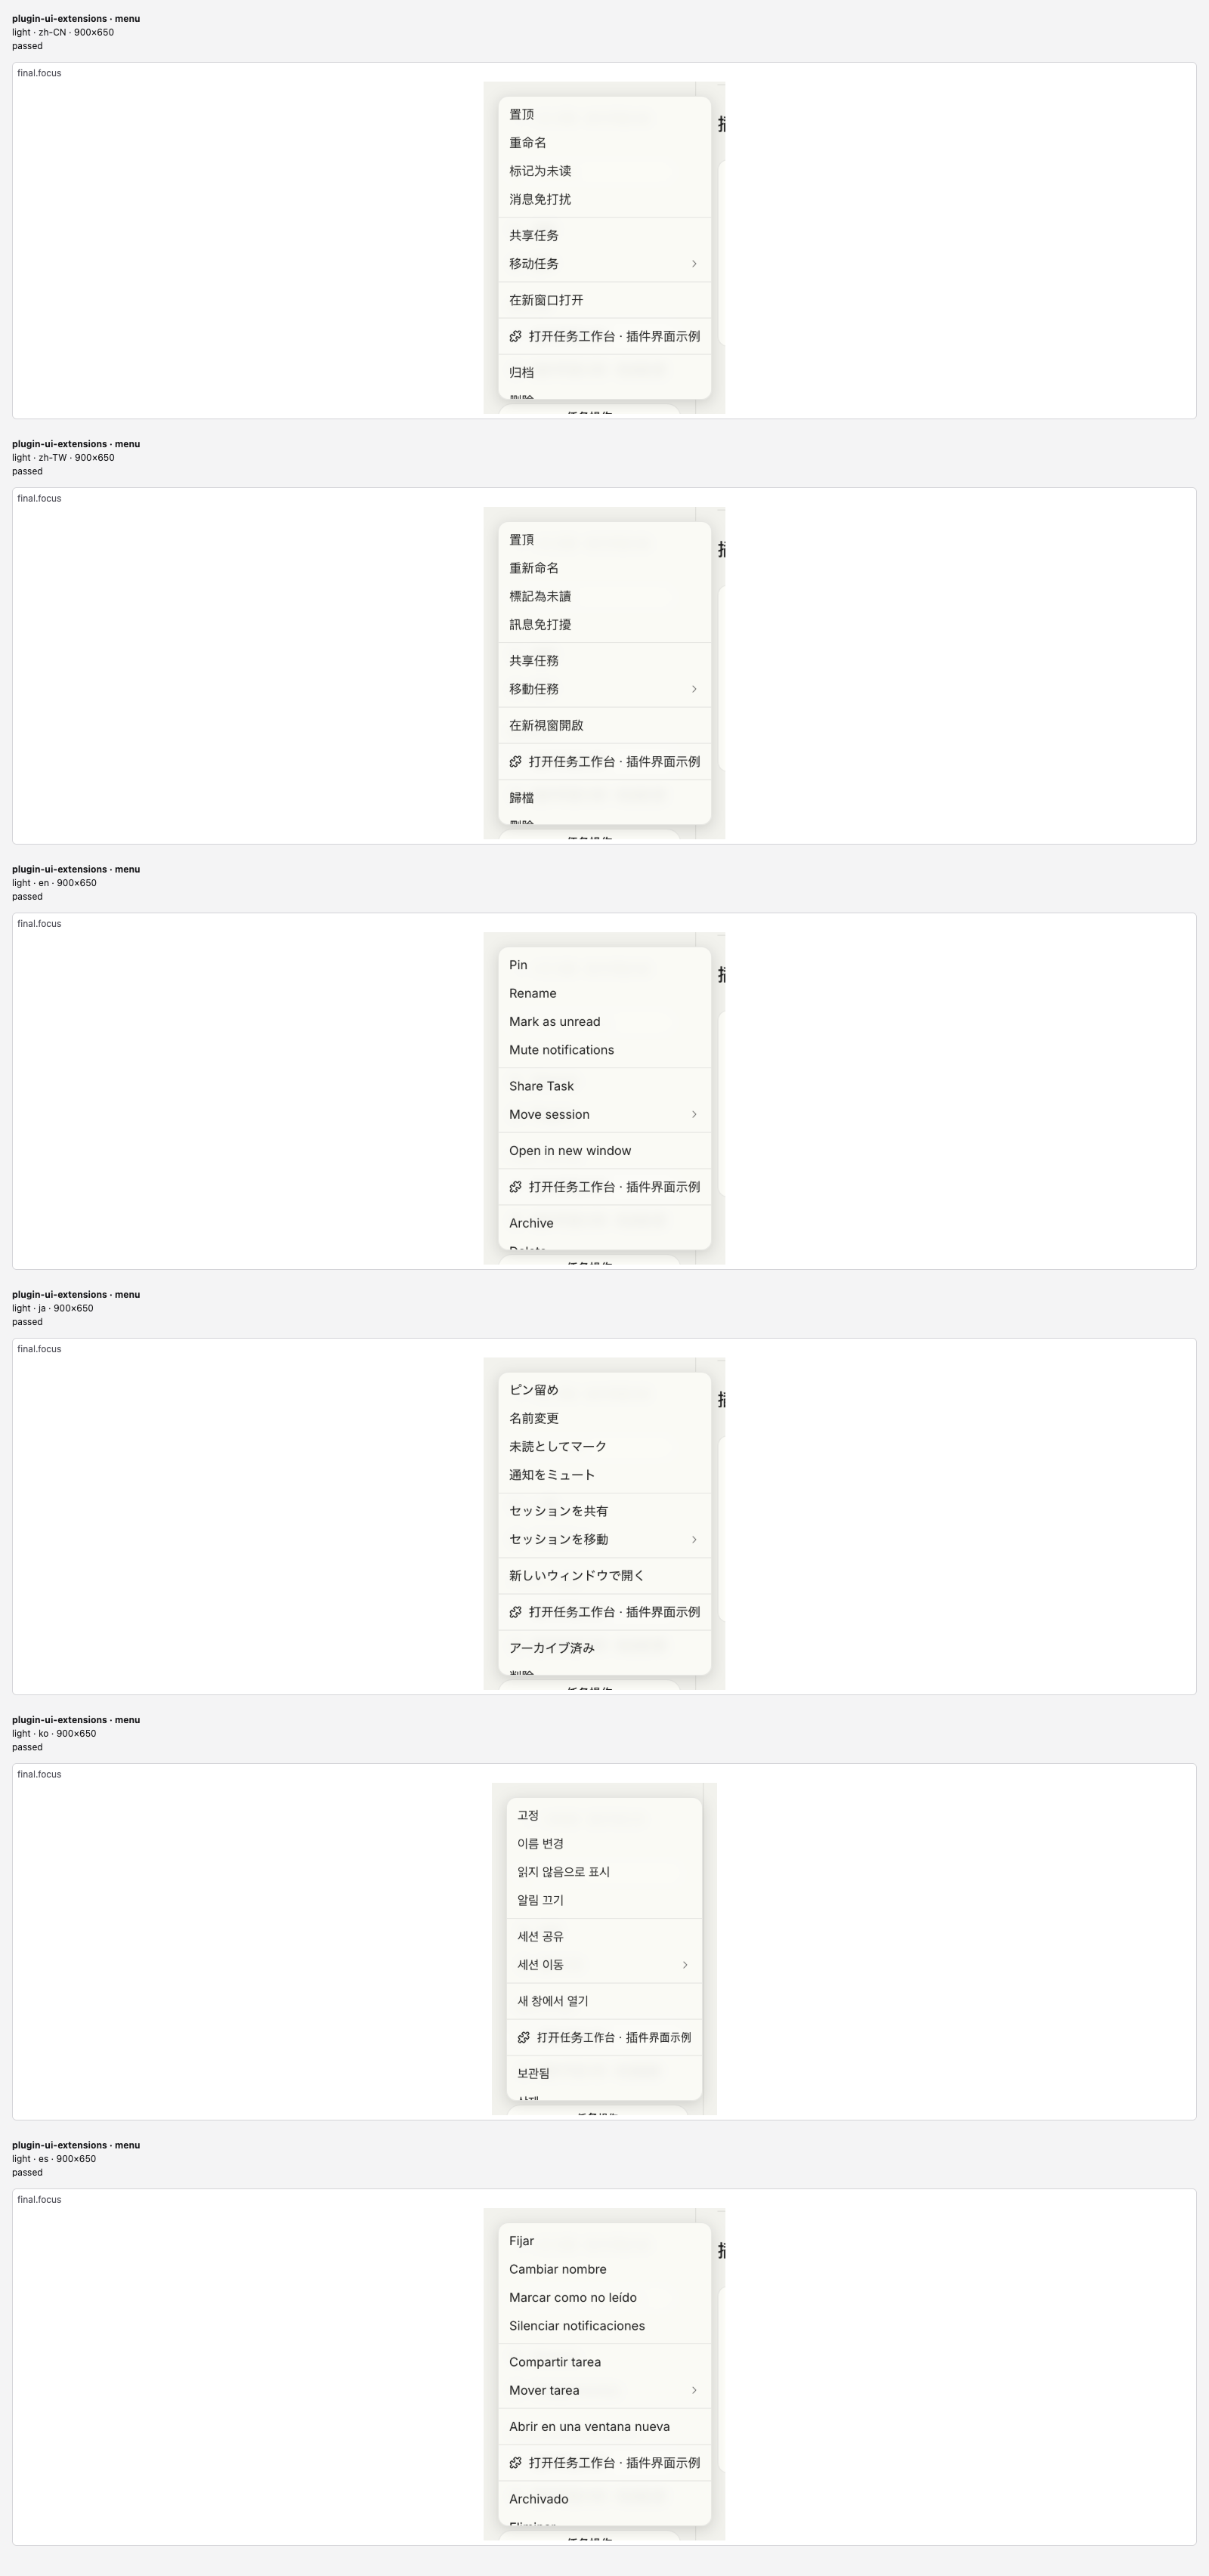 plugin-ui-extensions · menu
light · zh-CN · 900×650
passed
final.focus
置顶
重命名
标记为未读
消息免打扰
共享任务
移动任务
在新窗口打开
打开任务工作台 · 插件界面示例
归档
plugin-ui-extensions · menu
light · zh-TW · 900×650
passed
final.focus
置頂
重新命名
標記為未讀
訊息免打擾
共享任務
移動任務
在新視窗開啟
打开任务工作台 · 插件界面示例
歸檔
plugin-ui-extensions · menu
light · en · 900×650
passed
final.focus
Pin
Rename
Mark as unread
Mute notifications
Share Task
Move session
Open in new window
打开任务工作台 · 插件界面示例
Archive
plugin-ui-extensions · menu
light · ja · 900×650
passed
final.focus
ピン留め
名前変更
未読としてマーク
通知をミュート
セッションを共有
セッションを移動
新しいウィンドウで開く
打开任务工作台 · 插件界面示例
アーカイブ済み
plugin-ui-extensions · menu
light · ko · 900×650
passed
final.focus
고정
이름 변경
읽지 않음으로 표시
알림 끄기
세션 공유
세션 이동
새 창에서 열기
打开任务工作台 · 插件界面示例
보관됨
plugin-ui-extensions · menu
light · es · 900×650
passed
final.focus
Fijar
Cambiar nombre
Marcar como no leído
Silenciar notificaciones
Compartir tarea
Mover tarea
Abrir en una ventana nueva
打开任务工作台 · 插件界面示例
Archivado